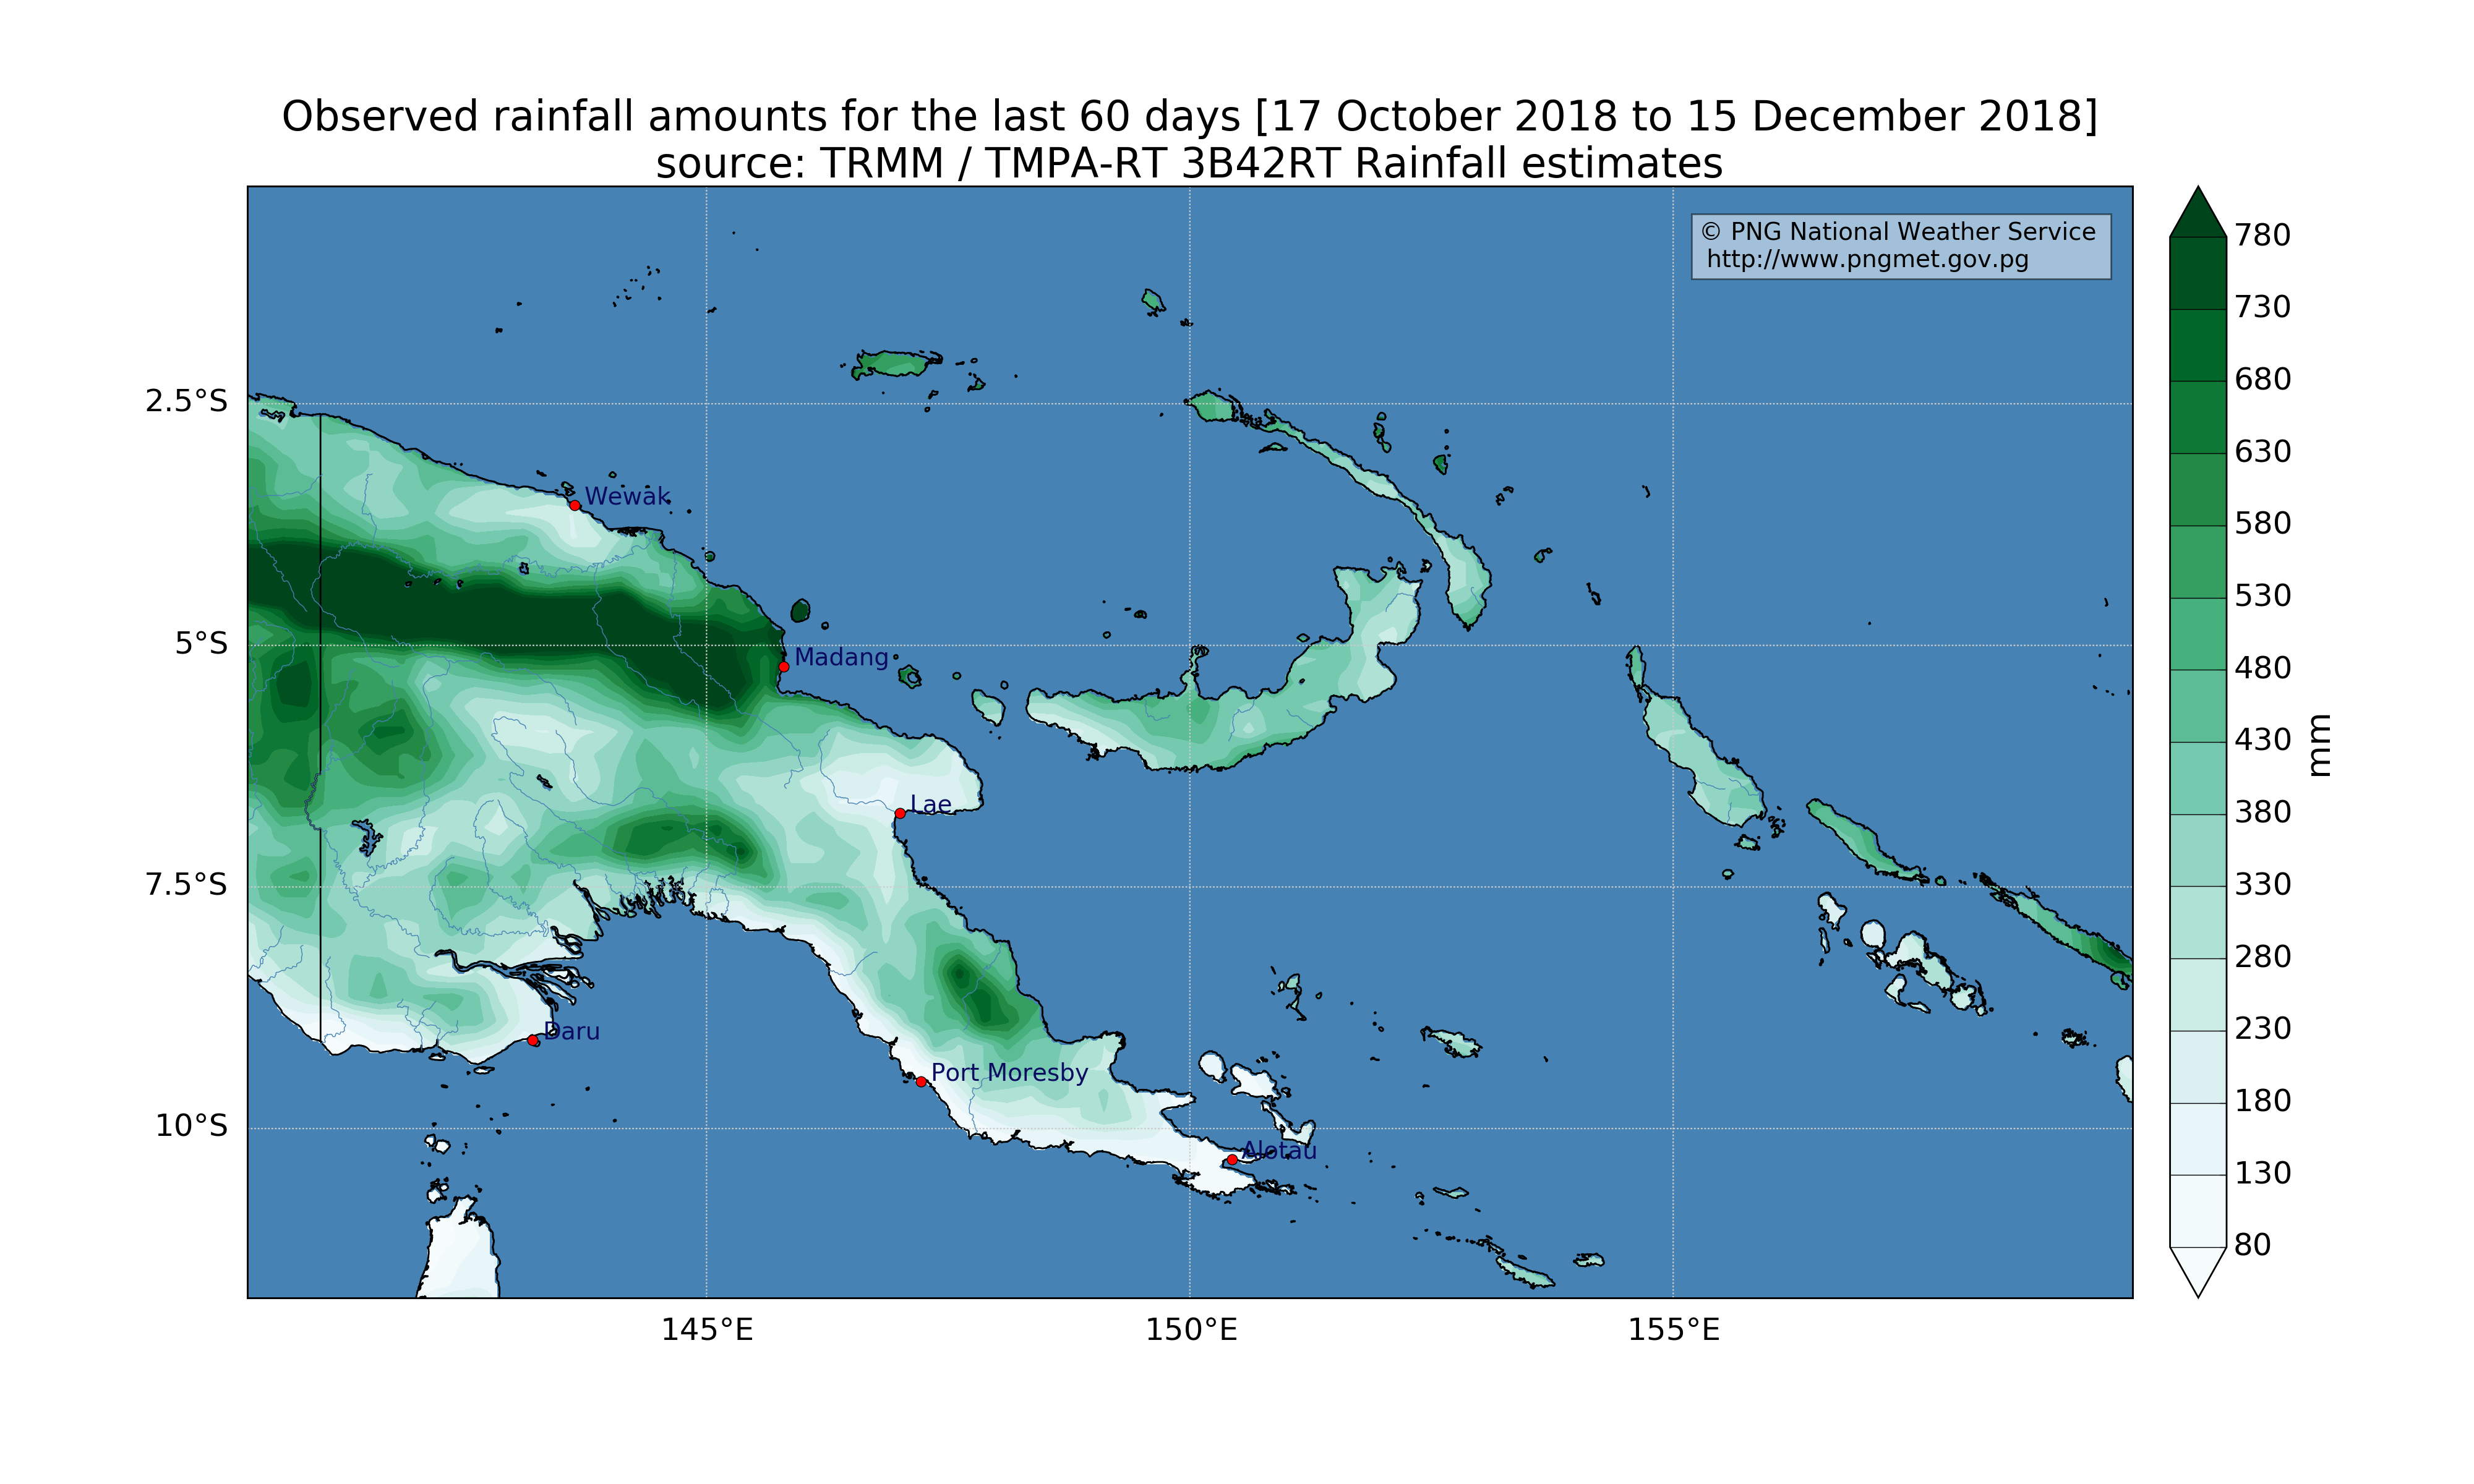 Observed rainfall amounts for the last 60 days [17 October 2018 to 15 December 2018]
source: TRMM / TMPA-RT 3B42RT Rainfall estimates
© PNG National Weather Service
http://www.pngmet.gov.pg
780
730
680
630
580
530
480
430
380
330
280
230
180
130
80
mm
2.5°S
5°S
7.5°S
10°S
Wewak
Madang
Lae
Daru
Port Moresby
Alotau
145°E
150°E
155°E